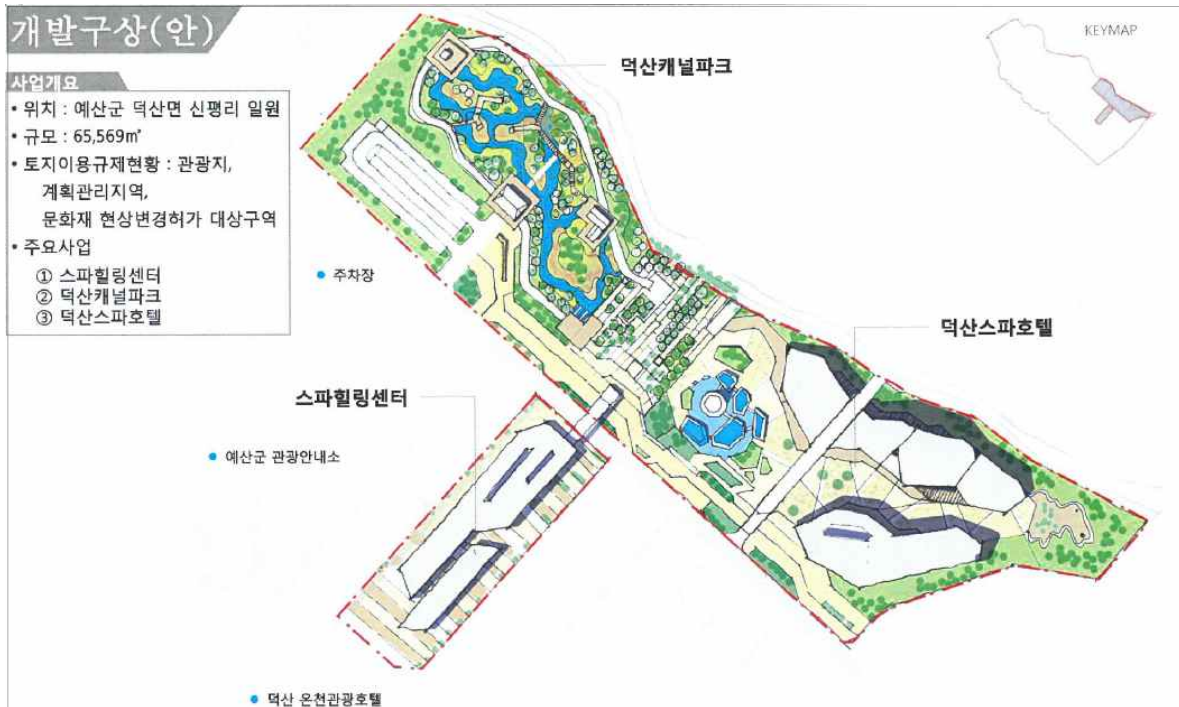 개발구상(안)
사업개요
• 위치 : 예산군 덕산면 신평리 일원
• 규모 : 65,569㎡
• 토지이용규제현황 : 관광지,
계획관리지역,
문화재 현상변경허가 대상구역
• 주요사업
① 스파힐링센터
② 덕산캐널파크
③ 덕산스파호텔
KEYMAP
덕산캐널파크
• 주차장
덕산스파호텔
스파힐링센터
• 예산군 관광안내소
• 덕산 온천관광호텔